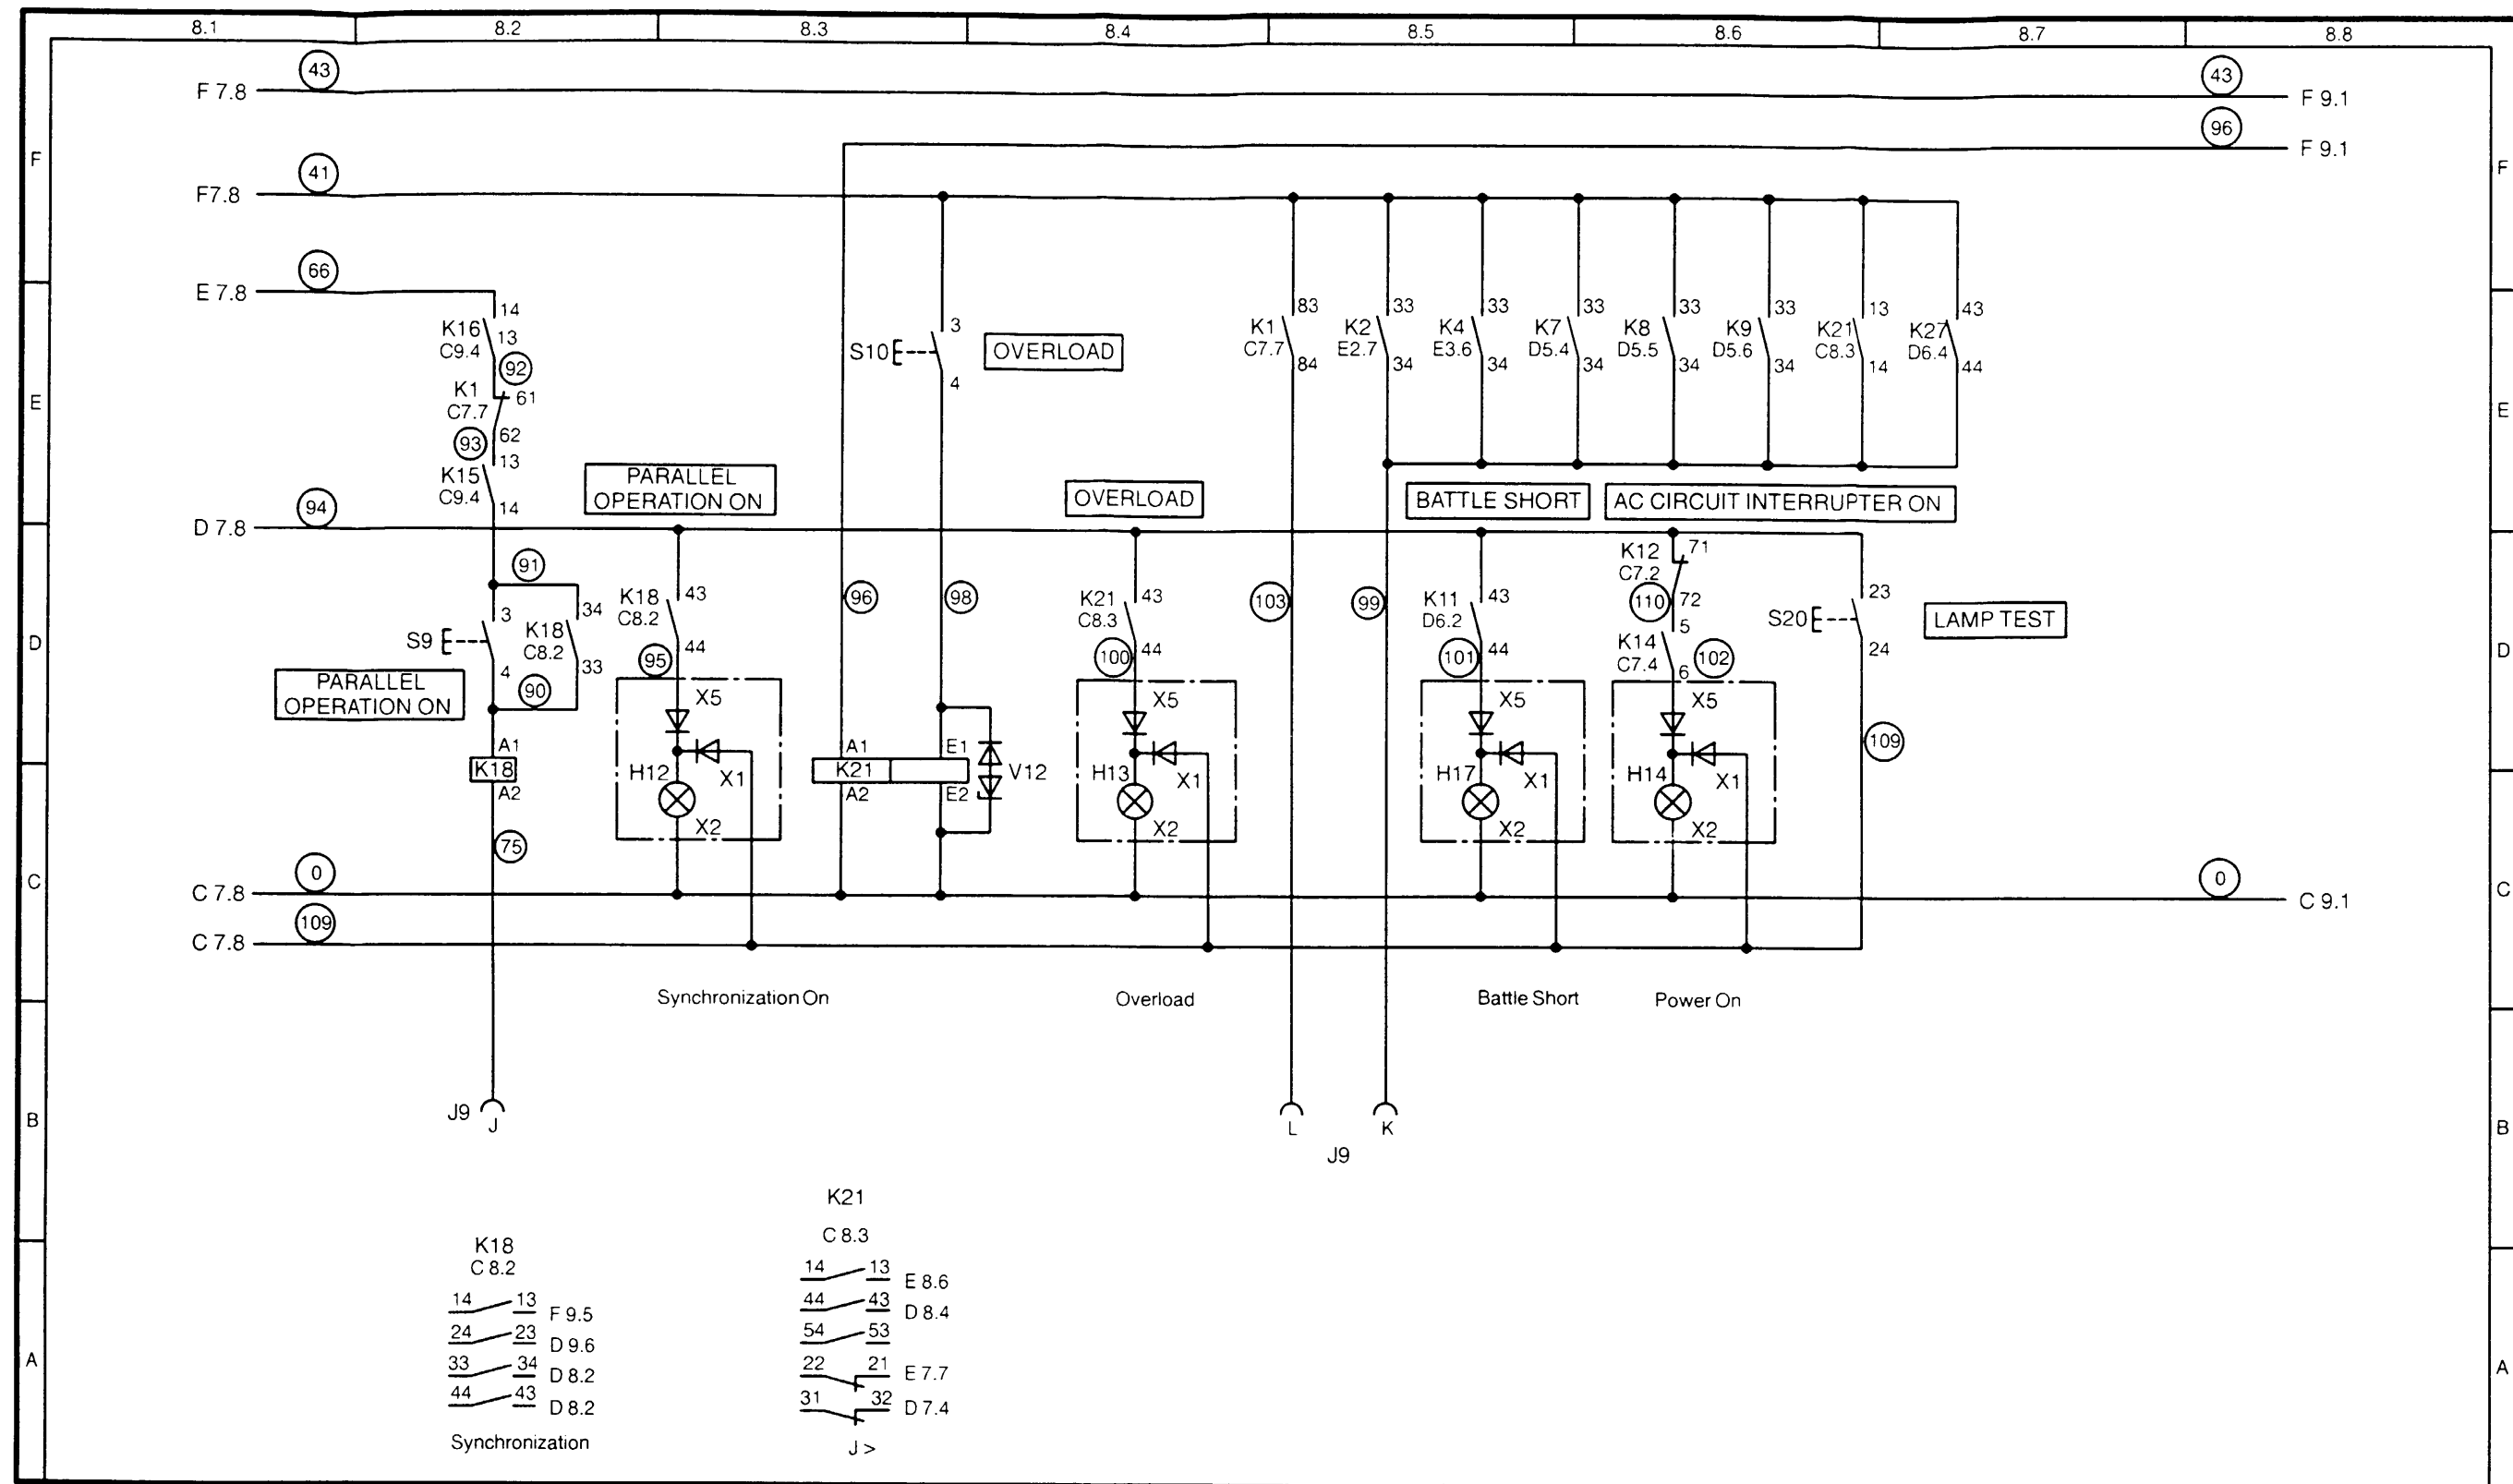 8.1 8.2 8.3 8.4 8.5 8.6 8.7 8.8
43 43
F 7.8 F 9.1
96
F F 9.1 F
41
F7.8
66
E 7.8
14 83 33 33 33 33 33 13 43
K16 13 3 K1 K2 K4 K7 K8 K9 K21 K27
C9.4 S10 OVERLOAD C7.7 E2.7 E3.6 D5.4 D5.5 D5.6 C8.3 D6.4
92 84 34 34 34 34 34 14 44
K1 61 4
E C7.7 E
93 62
13
K15 PARALLEL
C9.4 OPERATION ON OVERLOAD BATTLE SHORT AC CIRCUIT INTERRUPTER ON
14
94
D 7.8
K12 71
91 C7.2
3 34 K18 43 96 98 K21 43 103 99 K11 43 110 72 23
C8.2 C8.3 D6.2 5 S20 LAMP TEST
D S9 K18 44 44 44 K14 102 24 D
C8.2 95 100 101 C7.4
4 33 6
PARALLEL 90 X5 X5 X5 X5
OPERATION ON
A1 A1 E1 109
K18 H12 X1 K21 V12 H13 X1 H17 X1 H14 X1
A2 A2 E2
X2 X2 X2 X2
75
0 0
C C
C 7.8 C 9.1
109
C 7.8
Synchronization On Overload Battle Short Power On
J9
B J L K B
J9
K21
C 8.3
K18
C 8.2
14 13 E 8.6
44 43 D 8.4
14 13 F 9.5
54 53
24 23 D 9.6
A 22 21 E 7.7 A
33 34 D 8.2
31 32 D 7.4
44 43 D 8.2
Synchronization
J >